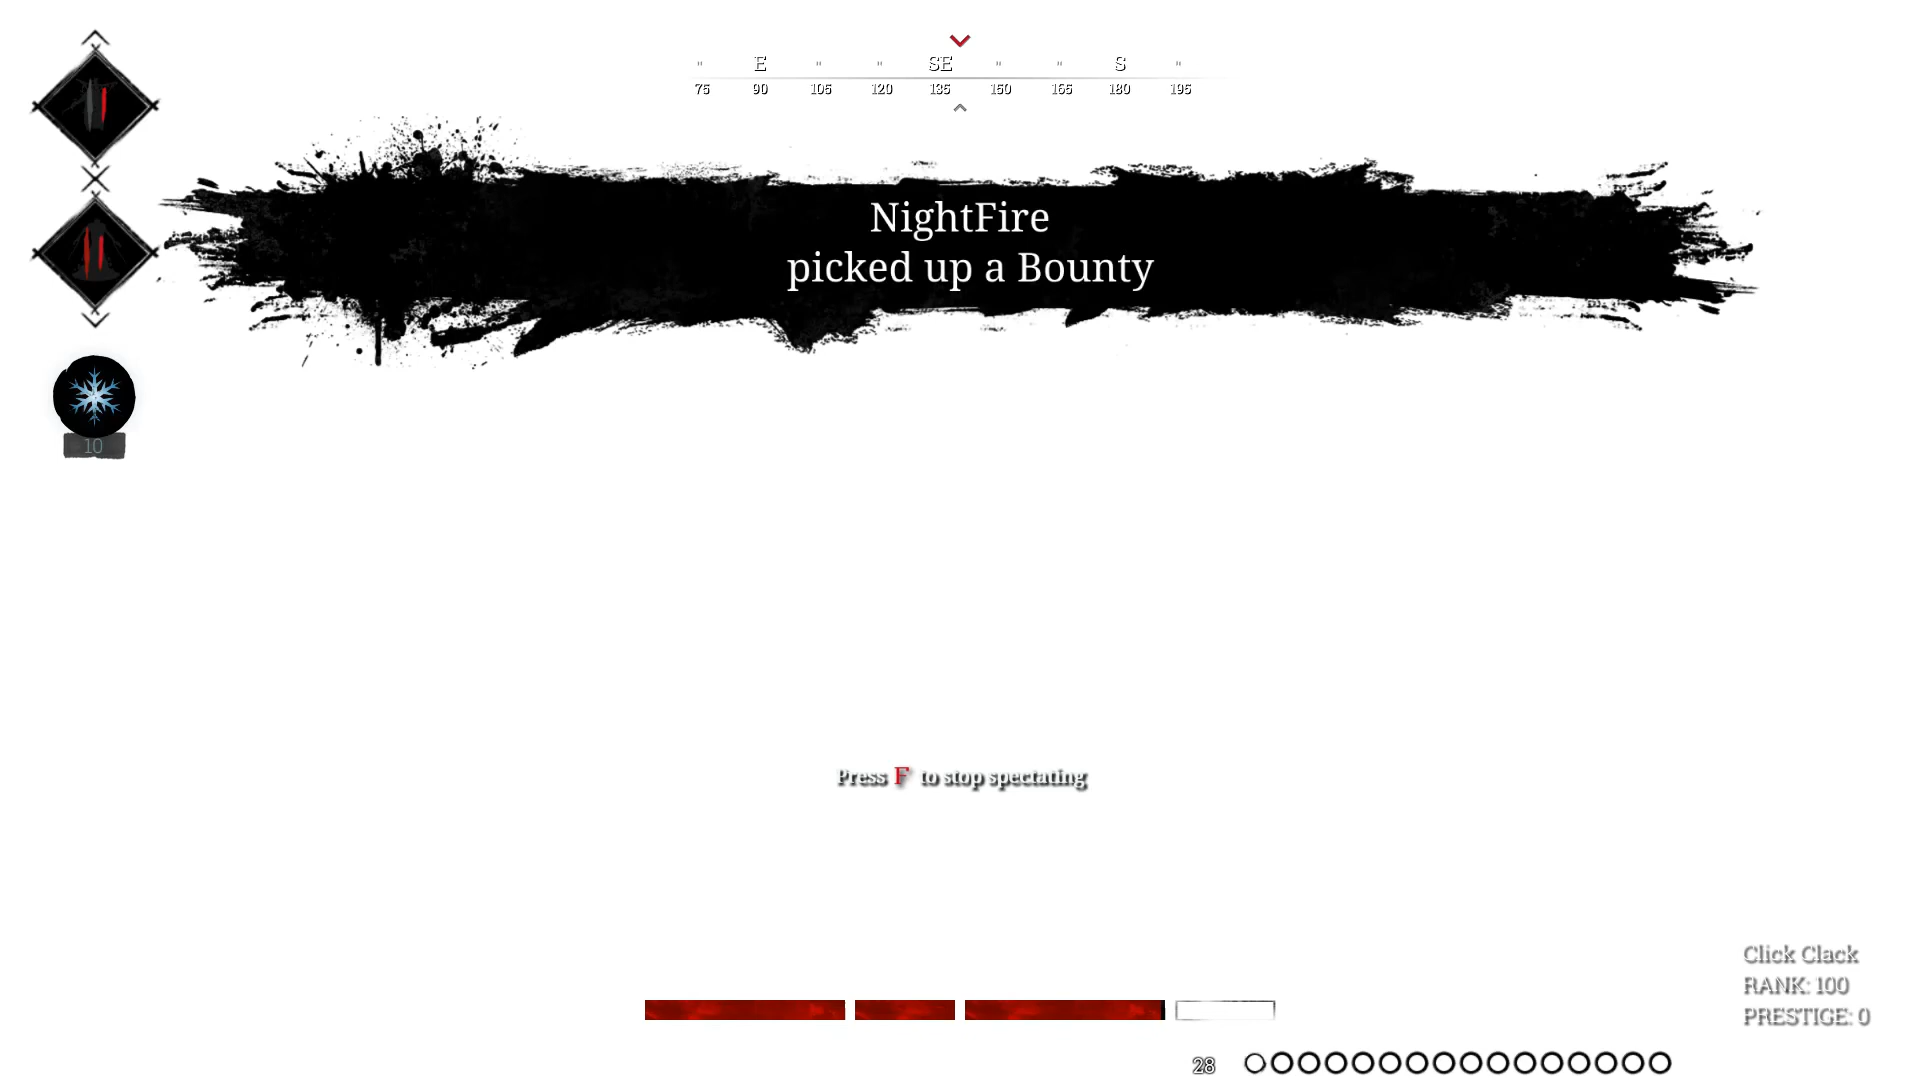 E SE S
75 90 105 120 135 150 165 180 195
NightFire
picked up a Bounty
10
Press F to stop spectating
Click Clack
RANK: 100
PRESTIGE: 0
28